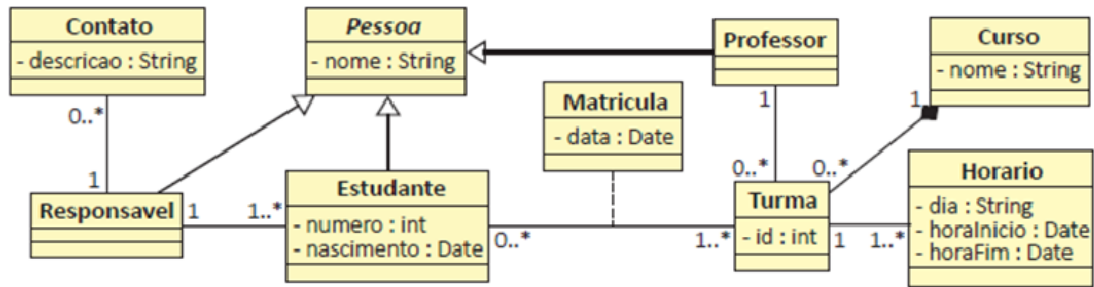 Contato
- descricao : String
0..*
1
Pessoa
- nome : String
Professor
1
0..*
Curso
- nome : String
1
0..*
Matricula
- data : Date
Responsavel
1
1..*
Estudante
- numero : int
- nascimento : Date
0..*
1..*
Turma
- id : int
1
1..*
Horario
- dia : String
- horaInicio : Date
- horaFim : Date